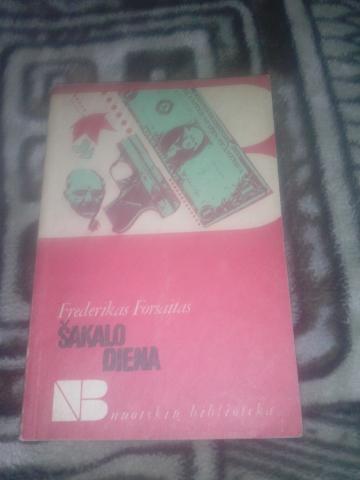 Frederikas Forsaitas
ŠAKALO
DIENA
NB
nuotykių biblioteka